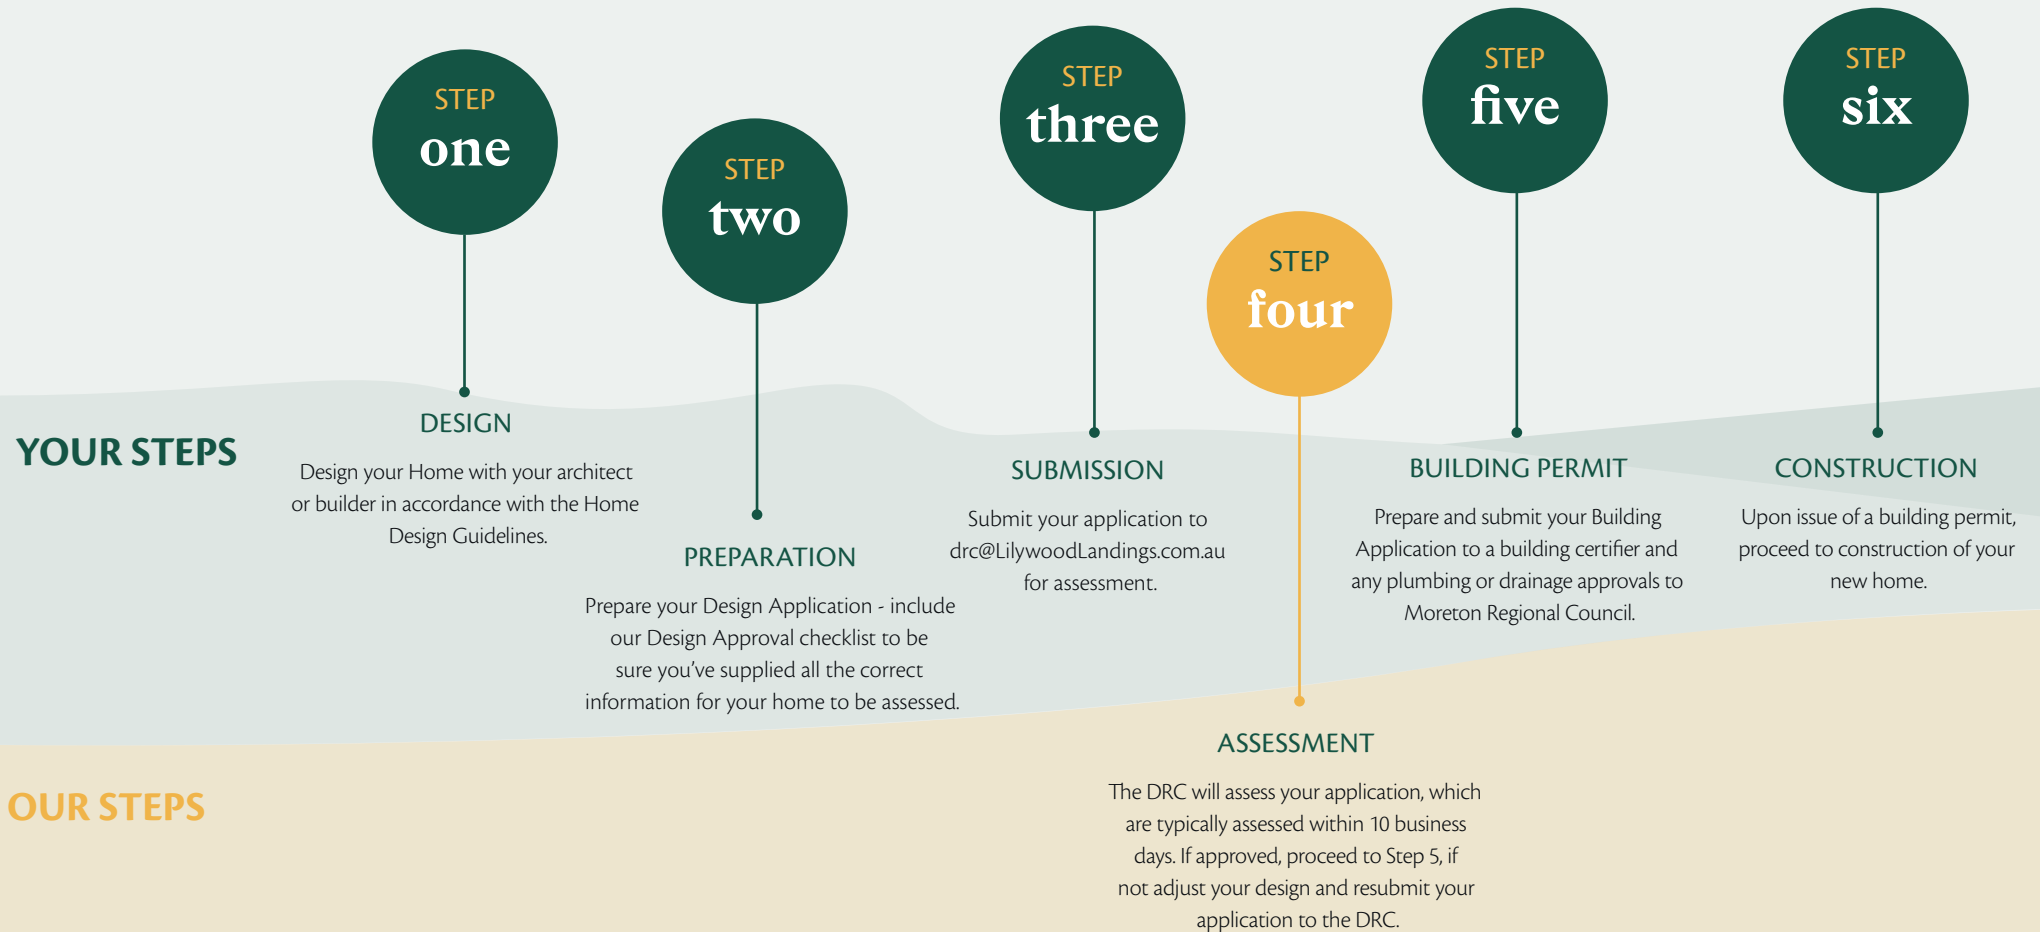 YOUR STEPS
STEP
one
DESIGN
Design your Home with your architect
or builder in accordance with the Home
Design Guidelines.
STEP
two
PREPARATION
Prepare your Design Application - include
our Design Approval checklist to be
sure you've supplied all the correct
information for your home to be assessed.
STEP
three
SUBMISSION
Submit your application to
drc@LilywoodLandings.com.au
for assessment.
STEP
five
BUILDING PERMIT
Prepare and submit your Building
Application to a building certifier and
any plumbing or drainage approvals to
Moreton Regional Council.
STEP
six
CONSTRUCTION
Upon issue of a building permit,
proceed to construction of your
new home.
OUR STEPS
STEP
four
ASSESSMENT
The DRC will assess your application, which
are typically assessed within 10 business
days. If approved, proceed to Step 5, if
not adjust your design and resubmit your
application to the DRC.